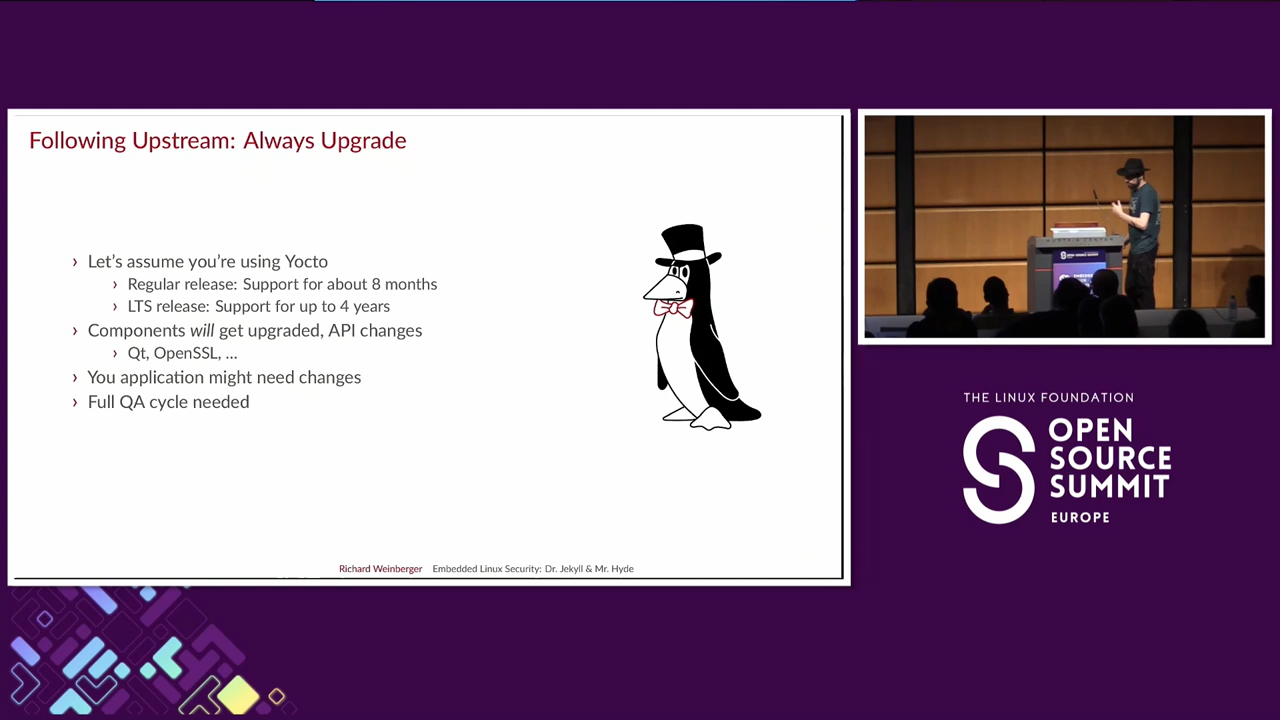 Following Upstream: Always Upgrade
› Let's assume you're using Yocto
› Regular release: Support for about 8 months
› LTS release: Support for up to 4 years
› Components will get upgraded, API changes
› Qt, OpenSSL, ...
› You application might need changes
› Full QA cycle needed
Richard Weinberger Embedded Linux Security: Dr. Jekyll & Mr. Hyde
THE LINUX FOUNDATION
OPEN
SOURCE
SUMMIT
EUROPE